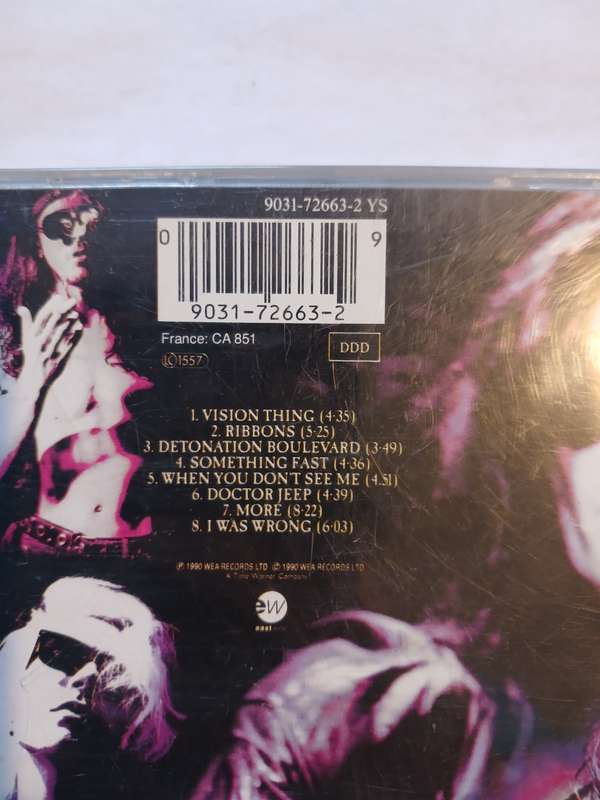 9031-72663-2 YS
0 9
9031-72663-2
France: CA 851
DDD
LC 1557
1. VISION THING (4·35)
2. RIBBONS (5·25)
3. DETONATION BOULEVARD (3·49)
4. SOMETHING FAST (4·36)
5. WHEN YOU DON'T SEE ME (4.51)
6. DOCTOR JEEP (4·39)
7. MORE (8·22)
8. I WAS WRONG (6·03)
℗ 1990 WEA RECORDS LTD © 1990 WEA RECORDS LTD
A Time Warner Company
ew
east west